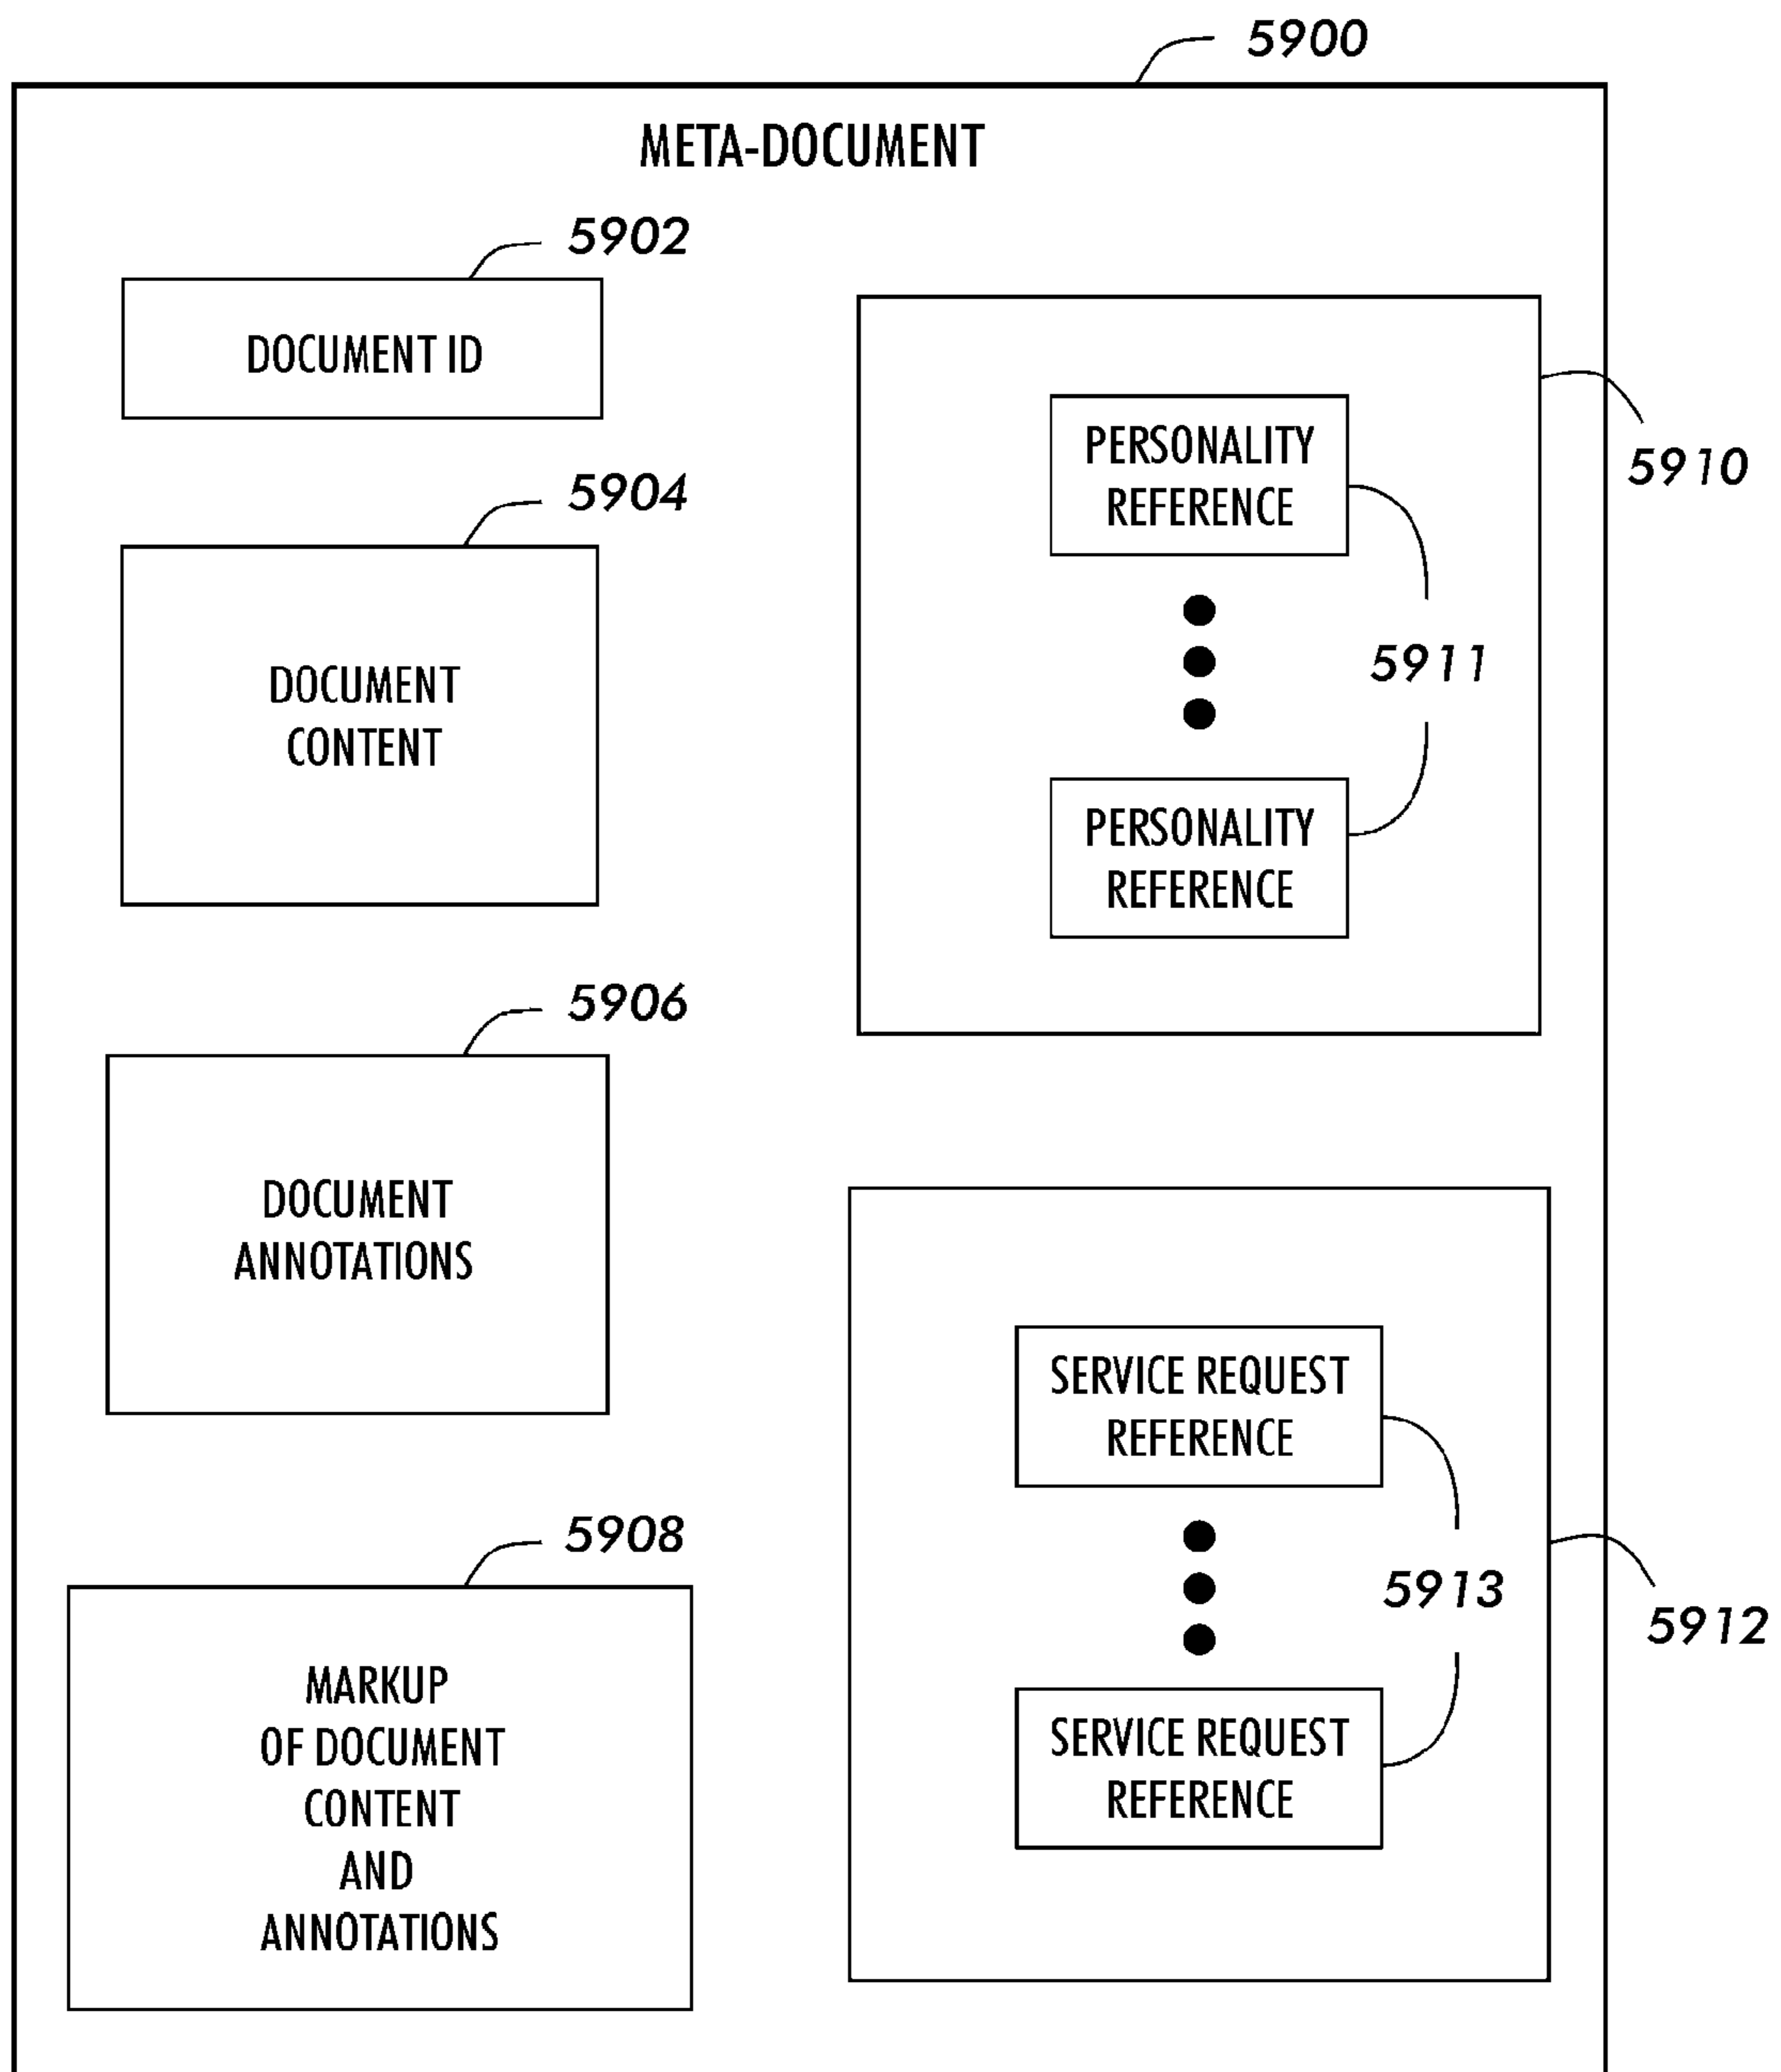 5900
META-DOCUMENT
5902
DOCUMENT ID
5904
DOCUMENT
CONTENT
5906
DOCUMENT
ANNOTATIONS
5908
MARKUP
OF DOCUMENT
CONTENT
AND
ANNOTATIONS
5910
PERSONALITY
REFERENCE
5911
PERSONALITY
REFERENCE
SERVICE REQUEST
REFERENCE
5913
5912
SERVICE REQUEST
REFERENCE